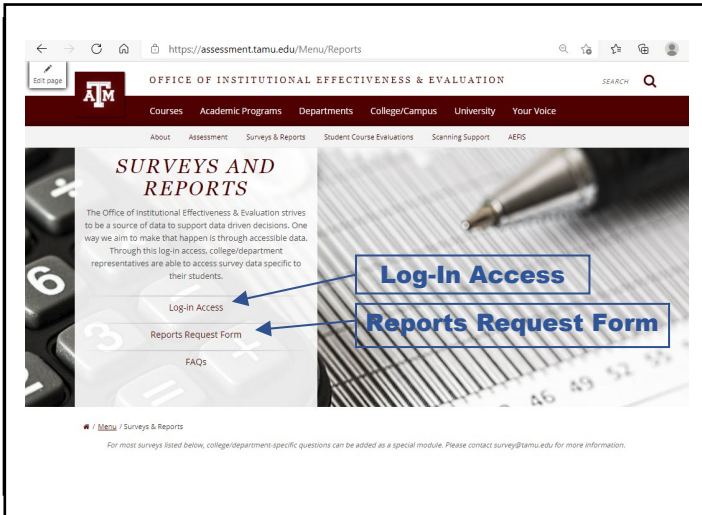 https://assessment.tamu.edu/Menu/Reports
Edit page
ĀM
OFFICE OF INSTITUTIONAL EFFECTIVENESS & EVALUATION
SEARCH
Courses Academic Programs Departments College/Campus University Your Voice
About Assessment Surveys & Reports Student Course Evaluations Scanning Support AEFIS
SURVEYS AND
REPORTS
The Office of Institutional Effectiveness & Evaluation strives
to be a source of data to support data driven decisions. One
way we aim to make that happen is through accessible data.
Through this log-in access, college/department
representatives are able to access survey data specific to
their students.
Log-in Access
Reports Request Form
FAQs
Log-In Access
Reports Request Form
6
46 49 52 55
/ Menu / Surveys & Reports
For most surveys listed below, college/department-specific questions can be added as a special module. Please contact survey@tamu.edu for more information.